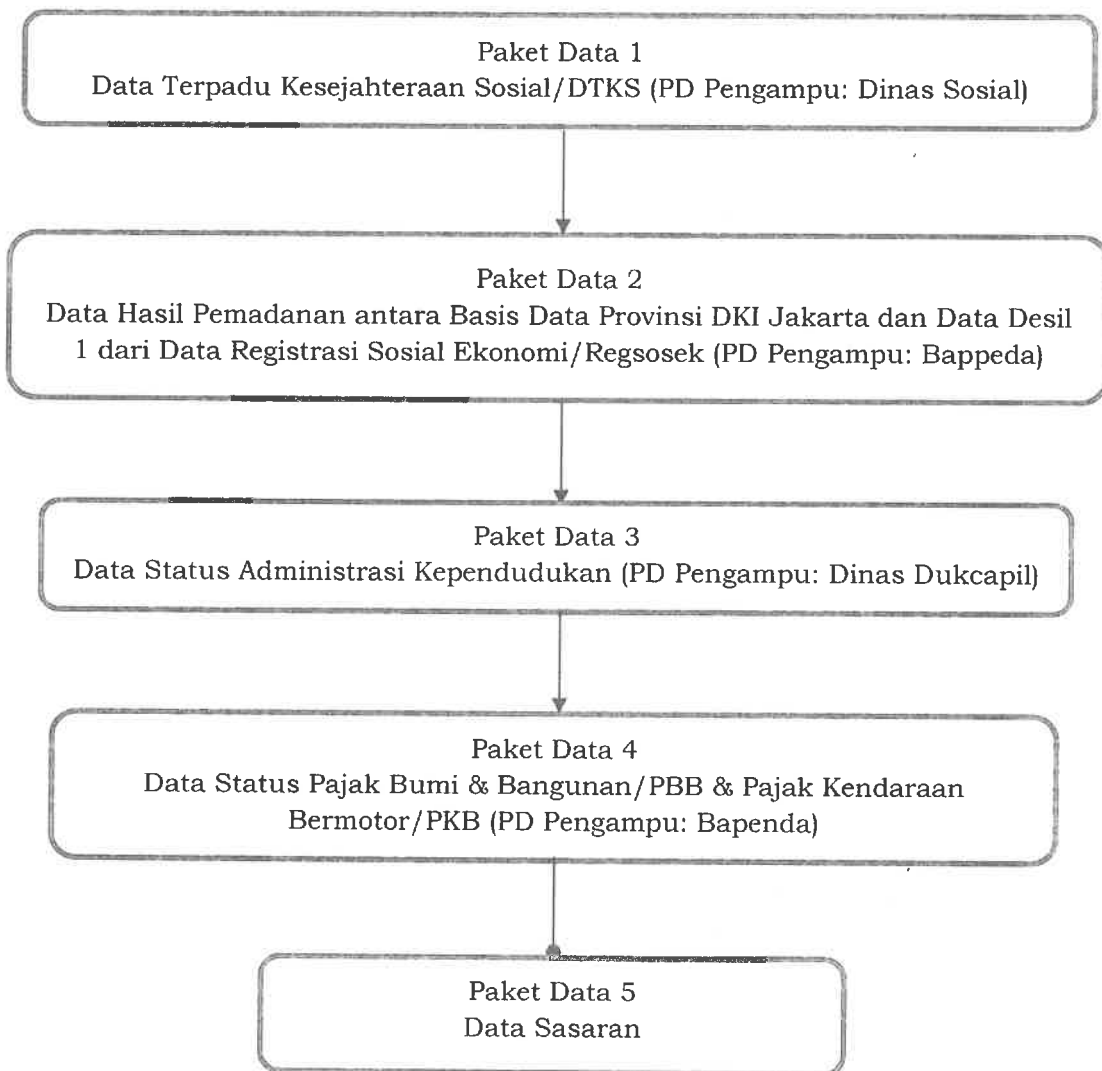 Paket Data 1
Data Terpadu Kesejahteraan Sosial/DTKS (PD Pengampu: Dinas Sosial)
Paket Data 2
Data Hasil Pemadanan antara Basis Data Provinsi DKI Jakarta dan Data Desil
1 dari Data Registrasi Sosial Ekonomi/Regsosek (PD Pengampu: Bappeda)
Paket Data 3
Data Status Administrasi Kependudukan (PD Pengampu: Dinas Dukcapil)
Paket Data 4
Data Status Pajak Bumi & Bangunan/PBB & Pajak Kendaraan
Bermotor/PKB (PD Pengampu: Bapenda)
Paket Data 5
Data Sasaran